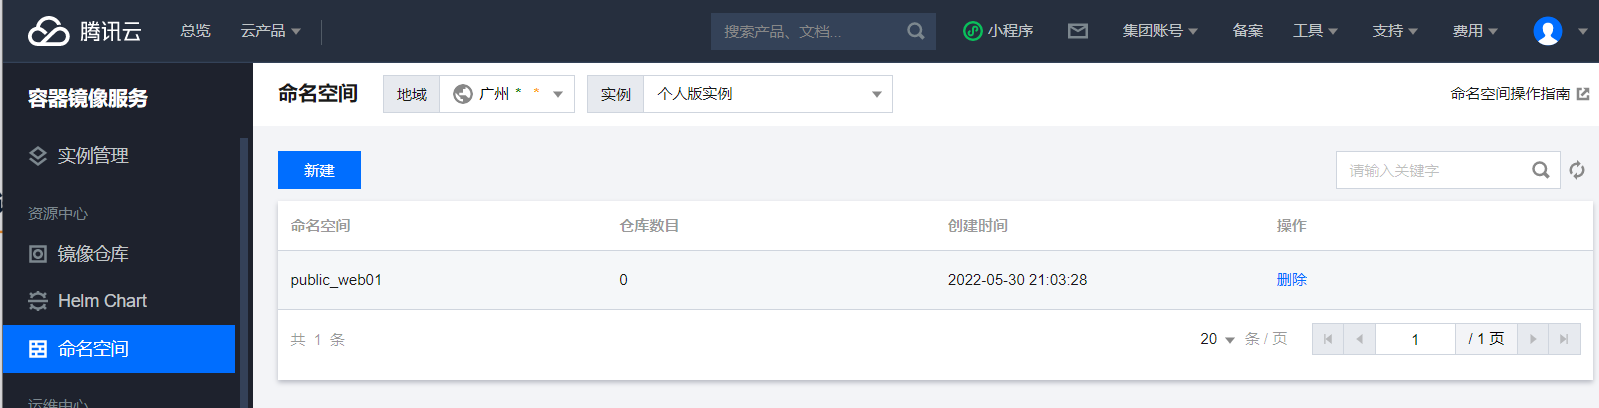 腾讯云 总览 云产品 搜索产品、文档... 小程序 集团账号 备案 工具 支持 费用
容器镜像服务
命名空间 地域 广州 * * 实例 个人版实例 命名空间操作指南
实例管理
新建 请输入关键字
资源中心
镜像仓库
Helm Chart
命名空间
运维中心
命名空间 仓库数目 创建时间 操作
public_web01 0 2022-05-30 21:03:28 删除
共 1 条 20 条 / 页 1 / 1 页